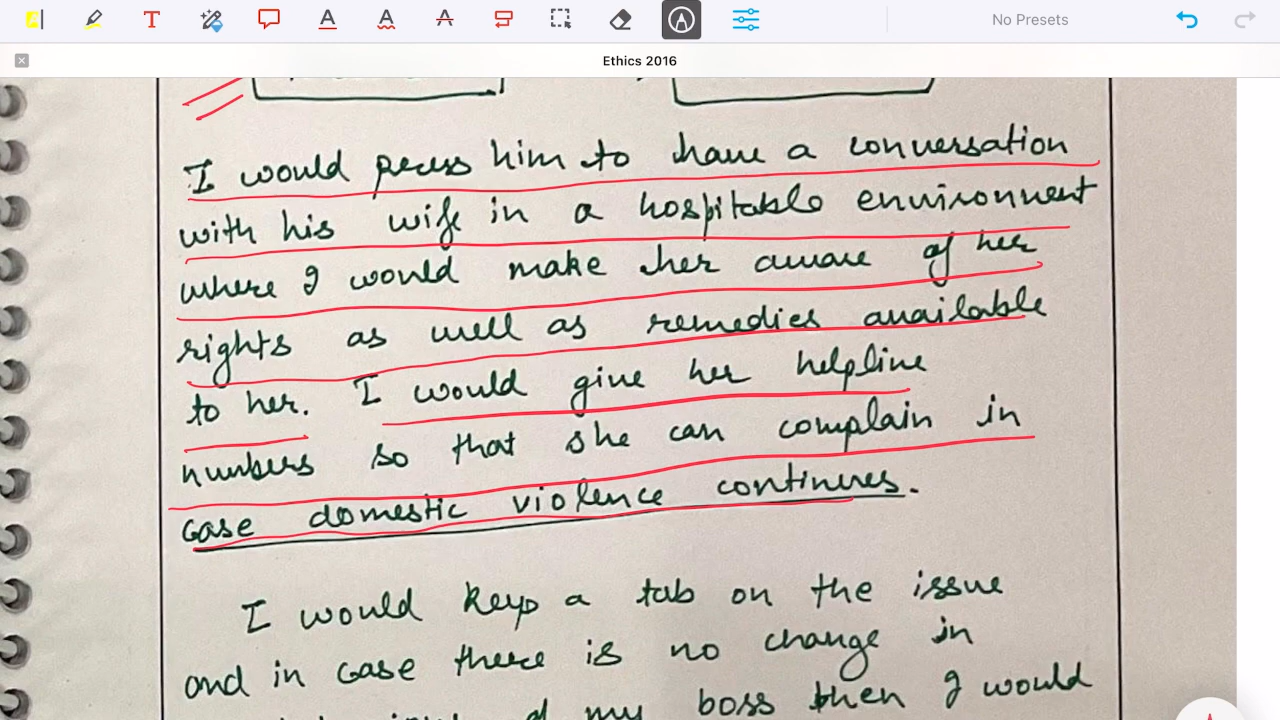 No Presets
Ethics 2016
I would press him to have a conversation
with his wife in a hospitable environment
where I would make her aware of her
rights as well as remedies available
to her. I would give her helpline
numbers so that she can complain in
case domestic violence continues.
I would keep a tab on the issue
and in case there is no change in
my boss then I would